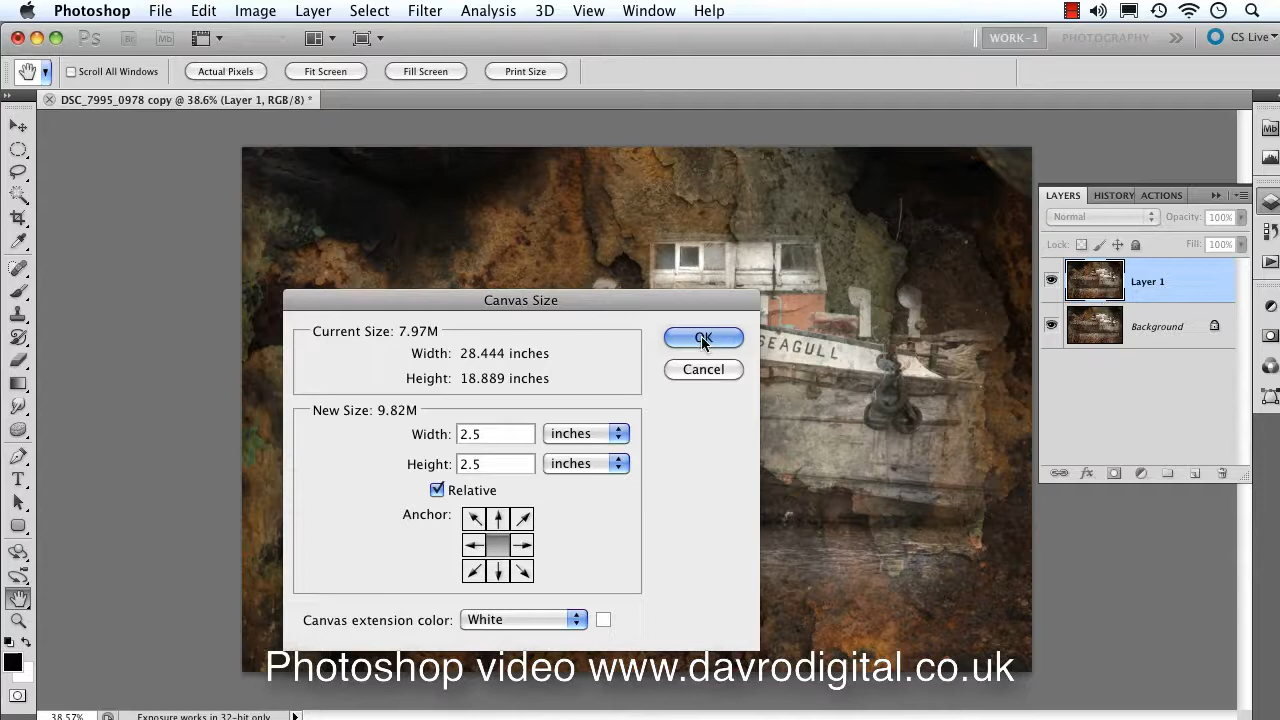 Photoshop File Edit Image Layer Select Filter Analysis 3D View Window Help
Ps Br Mb WORK-1 PHOTOGRAPHY CS Live
Scroll All Windows Actual Pixels Fit Screen Fill Screen Print Size
DSC_7995_0978 copy @ 38.6% (Layer 1, RGB/8) *
Mb
LAYERS HISTORY ACTIONS
Normal Opacity: 100%
Lock: Fill: 100%
Layer 1
Background
SEAGULL
Canvas Size
Current Size: 7.97M
Width: 28.444 inches
Height: 18.889 inches
OK
Cancel
New Size: 9.82M
Width: 2.5 inches
Height: 2.5 inches
Relative
Anchor:
Canvas extension color: White
Photoshop video www.davrodigital.co.uk
38.57% Exposure works in 32-bit only